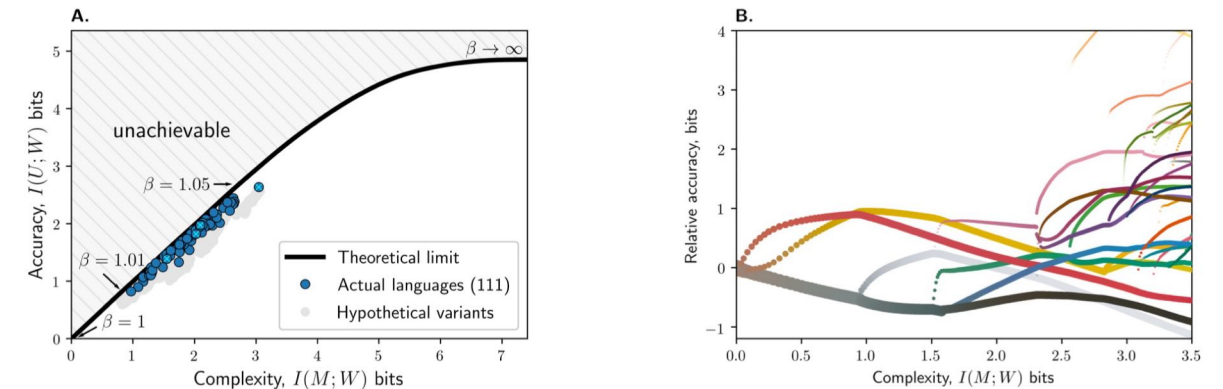 A.
5
4
3
2
1
0
Accuracy, I(U; W) bits
unachievable
β → ∞
β = 1.05
β = 1.01
β = 1
Theoretical limit
Actual languages (111)
Hypothetical variants
0 1 2 3 4 5 6 7
Complexity, I(M; W) bits
B.
4
3
2
1
0
−1
Relative accuracy, bits
0.0 0.5 1.0 1.5 2.0 2.5 3.0 3.5
Complexity, I(M; W) bits